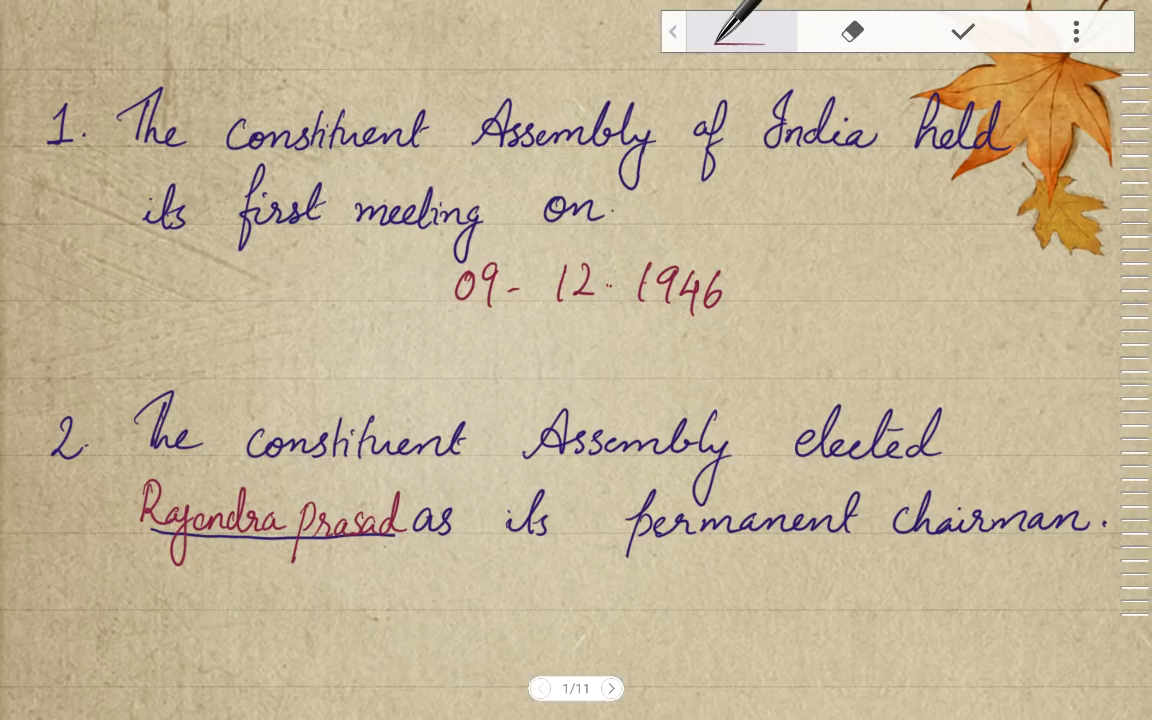 1. The Constituent Assembly of India held
its first meeting on.
09- 12. 1946
2. The constituent Assembly elected
Rajendra Prasad as its permanent chairman.
1/11